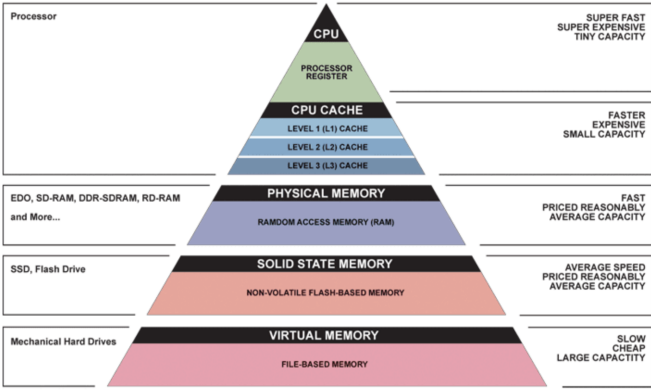 Processor
CPU
SUPER FAST
SUPER EXPENSIVE
TINY CAPACITY
PROCESSOR
REGISTER
CPU CACHE
LEVEL 1 (L1) CACHE
LEVEL 2 (L2) CACHE
LEVEL 3 (L3) CACHE
FASTER
EXPENSIVE
SMALL CAPACITY
EDO, SD-RAM, DDR-SDRAM, RD-RAM
and More...
PHYSICAL MEMORY
RAMDOM ACCESS MEMORY (RAM)
FAST
PRICED REASONABLY
AVERAGE CAPACITY
SSD, Flash Drive
SOLID STATE MEMORY
NON-VOLATILE FLASH-BASED MEMORY
AVERAGE SPEED
PRICED REASONABLY
AVERAGE CAPACITY
Mechanical Hard Drives
VIRTUAL MEMORY
FILE-BASED MEMORY
SLOW
CHEAP
LARGE CAPACTITY